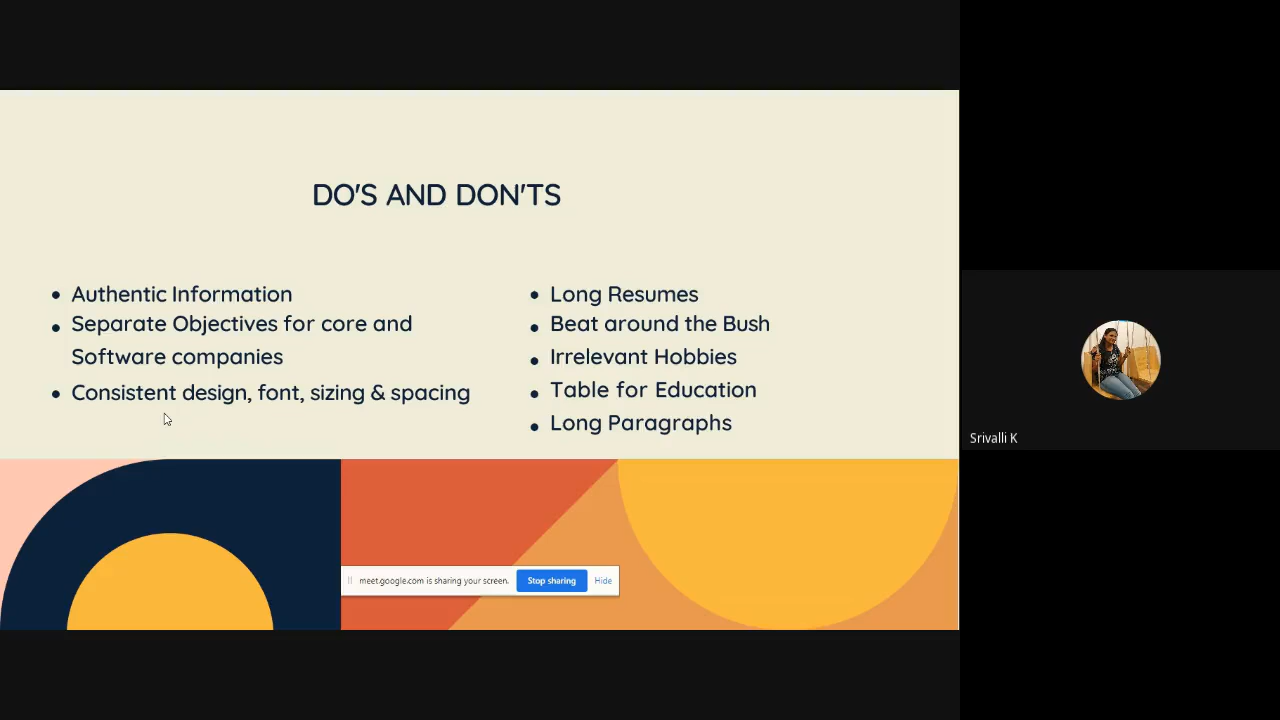 DO'S AND DON'TS
Authentic Information
Separate Objectives for core and
Software companies
Consistent design, font, sizing & spacing
Long Resumes
Beat around the Bush
Irrelevant Hobbies
Table for Education
Long Paragraphs
meet.google.com is sharing your screen. Stop sharing Hide
Srivalli K